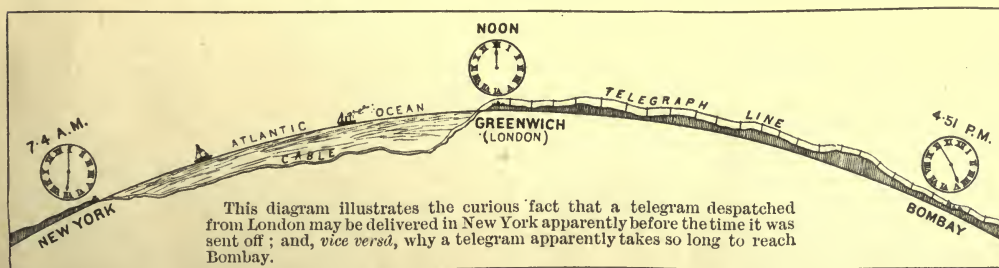 NOON
7·4 A.M.
ATLANTIC OCEAN
CABLE
NEW YORK
GREENWICH
(LONDON)
TELEGRAPH LINE
4·51 P.M.
BOMBAY
This diagram illustrates the curious fact that a telegram despatched
from London may be delivered in New York apparently before the time it was
sent off ; and, vice versâ, why a telegram apparently takes so long to reach
Bombay.